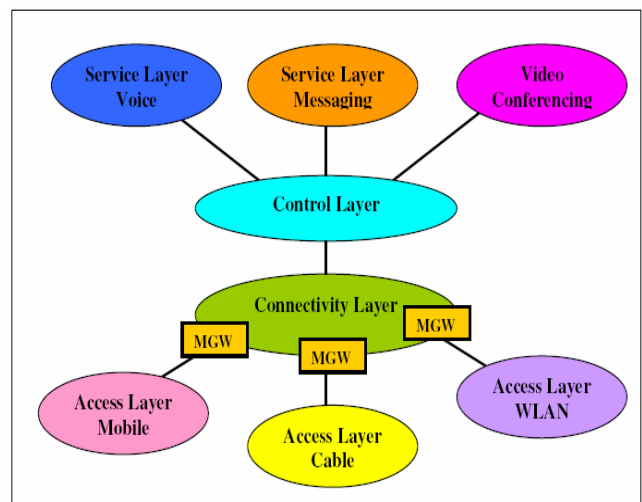 Service Layer
Voice
Service Layer
Messaging
Video
Conferencing
Control Layer
Connectivity Layer
MGW
MGW
MGW
Access Layer
Mobile
Access Layer
Cable
Access Layer
WLAN